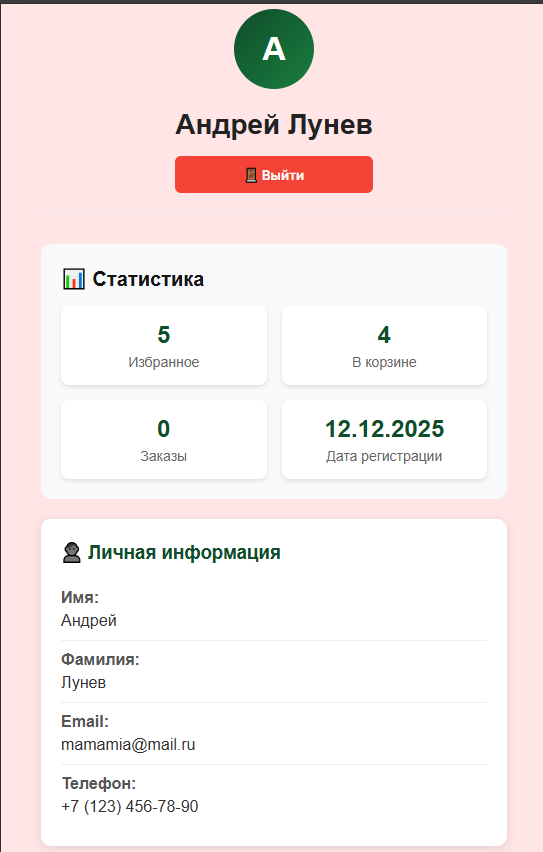 А
Андрей Лунев
Выйти
Статистика
5
Избранное
4
В корзине
0
Заказы
12.12.2025
Дата регистрации
Личная информация
Имя:
Андрей
Фамилия:
Лунев
Email:
mamamia@mail.ru
Телефон:
+7 (123) 456-78-90